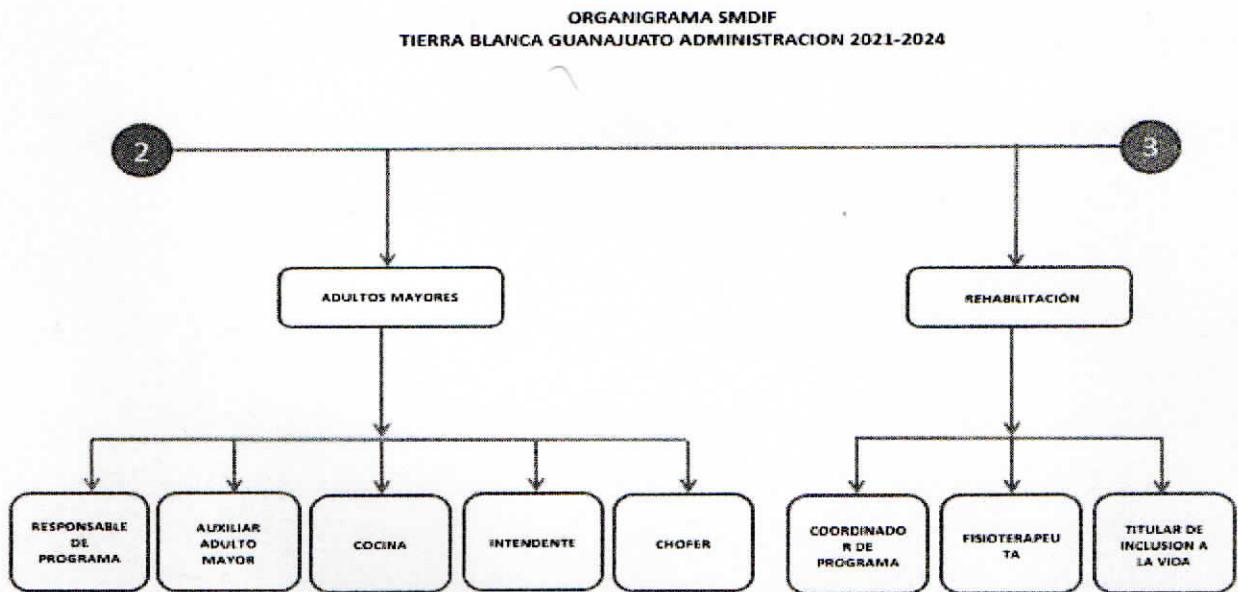 ORGANIGRAMA SMDIF
TIERRA BLANCA GUANAJUATO ADMINISTRACION 2021-2024
2
3
ADULTOS MAYORES
REHABILITACIÓN
RESPONSABLE
DE
PROGRAMA
AUXILIAR
ADULTO
MAYOR
COCINA
INTENDENTE
CHOFER
COORDINADO
R DE
PROGRAMA
FISIOTERAPEU
TA
TITULAR DE
INCLUSION A
LA VIDA